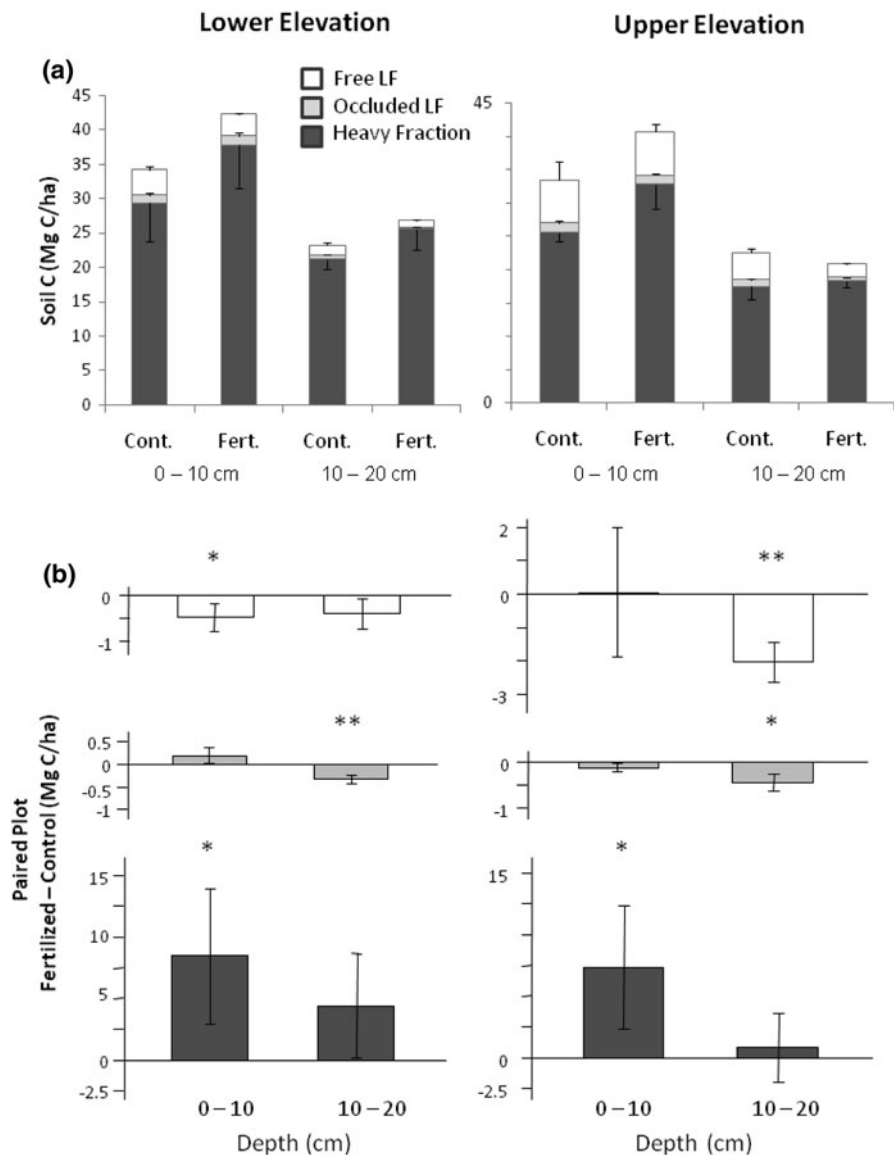 Lower Elevation
Upper Elevation
(a)
Free LF
Occluded LF
Heavy Fraction
Soil C (Mg C/ha)
45
40
35
30
25
20
15
10
5
0
45
0
Cont. Fert. Cont. Fert.
0 – 10 cm 10 – 20 cm
Cont. Fert. Cont. Fert.
0 – 10 cm 10 – 20 cm
(b)
Paired Plot
Fertilized – Control (Mg C/ha)
*
0
-1
**
2
0
-3
**
0.5
0
-0.5
-1
*
0
-1
*
15
10
5
0
-2.5
*
15
0
-2.5
0 – 10 10 – 20
Depth (cm)
0 – 10 10 – 20
Depth (cm)